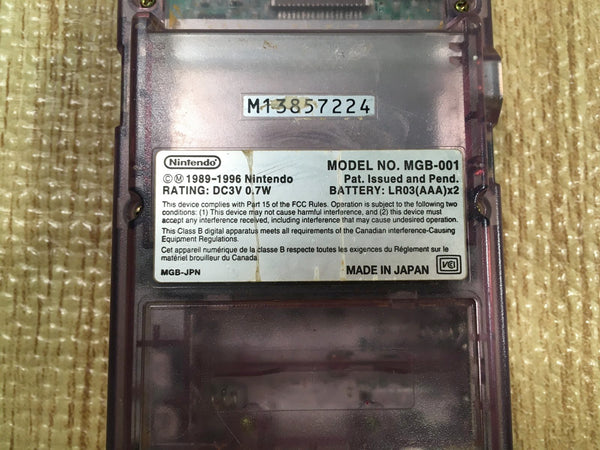 M13857224
Nintendo
MODEL NO. MGB-001
©Ⓜ 1989-1996 Nintendo
Pat. Issued and Pend.
RATING: DC3V 0.7W
BATTERY: LR03(AAA)x2
This device complies with Part 15 of the FCC Rules. Operation is subject to the following two
conditions: (1) This device may not cause harmful interference, and (2) this device must
accept any interference received, including interference that may cause undesired operation.
This Class B digital apparatus meets all requirements of the Canadian Interference-Causing
Equipment Regulations.
Cet appareil numérique de la classe B respecte toutes les exigences du Règlement sur le
matériel brouilleur du Canada.
MGB-JPN
MADE IN JAPAN